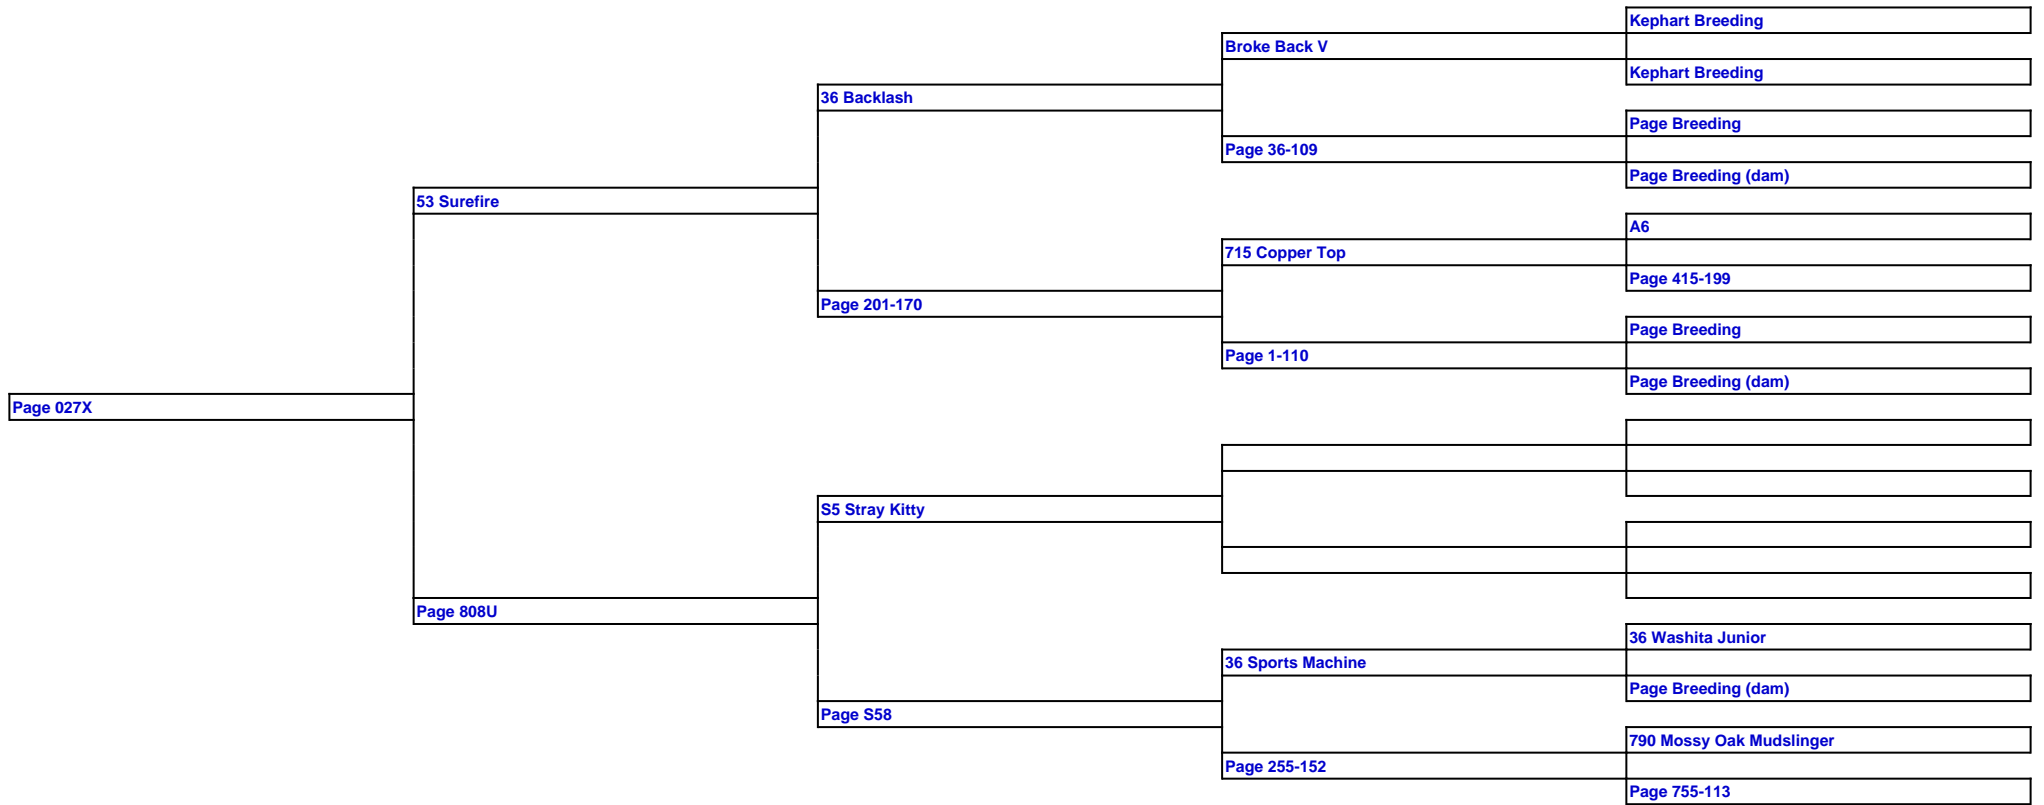 Kephart Breeding
Broke Back V
Kephart Breeding
36 Backlash
Page Breeding
Page 36-109
Page Breeding (dam)
53 Surefire
A6
715 Copper Top
Page 415-199
Page 201-170
Page Breeding
Page 1-110
Page Breeding (dam)
Page 027X
S5 Stray Kitty
Page 808U
36 Washita Junior
36 Sports Machine
Page Breeding (dam)
Page S58
790 Mossy Oak Mudslinger
Page 255-152
Page 755-113